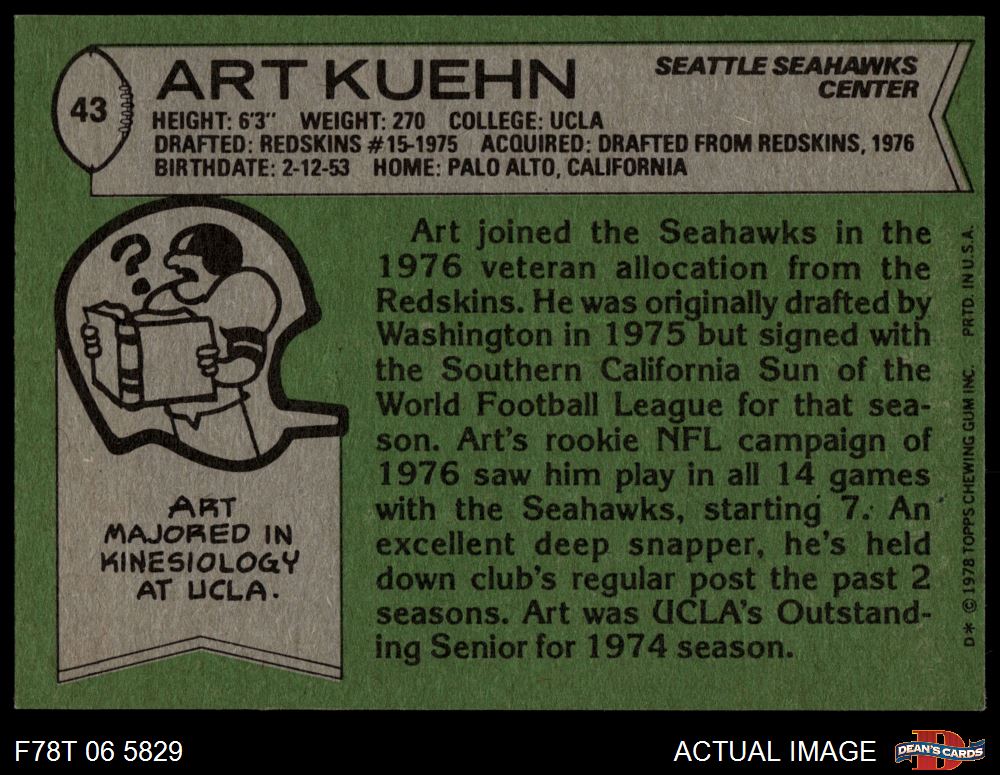 43
ART KUEHN
SEATTLE SEAHAWKS
CENTER
HEIGHT: 6'3" WEIGHT: 270 COLLEGE: UCLA
DRAFTED: REDSKINS #15-1975 ACQUIRED: DRAFTED FROM REDSKINS, 1976
BIRTHDATE: 2-12-53 HOME: PALO ALTO, CALIFORNIA
?
ART
MAJORED IN
KINESIOLOGY
AT UCLA.
Art joined the Seahawks in the
1976 veteran allocation from the
Redskins. He was originally drafted by
Washington in 1975 but signed with
the Southern California Sun of the
World Football League for that sea-
son. Art's rookie NFL campaign of
1976 saw him play in all 14 games
with the Seahawks, starting 7. An
excellent deep snapper, he's held
down club's regular post the past 2
seasons. Art was UCLA's Outstand-
ing Senior for 1974 season.
D* © 1978 TOPPS CHEWING GUM INC. PRTD. IN U.S.A.
F78T 06 5829
ACTUAL IMAGE
D
DEAN'S CARDS